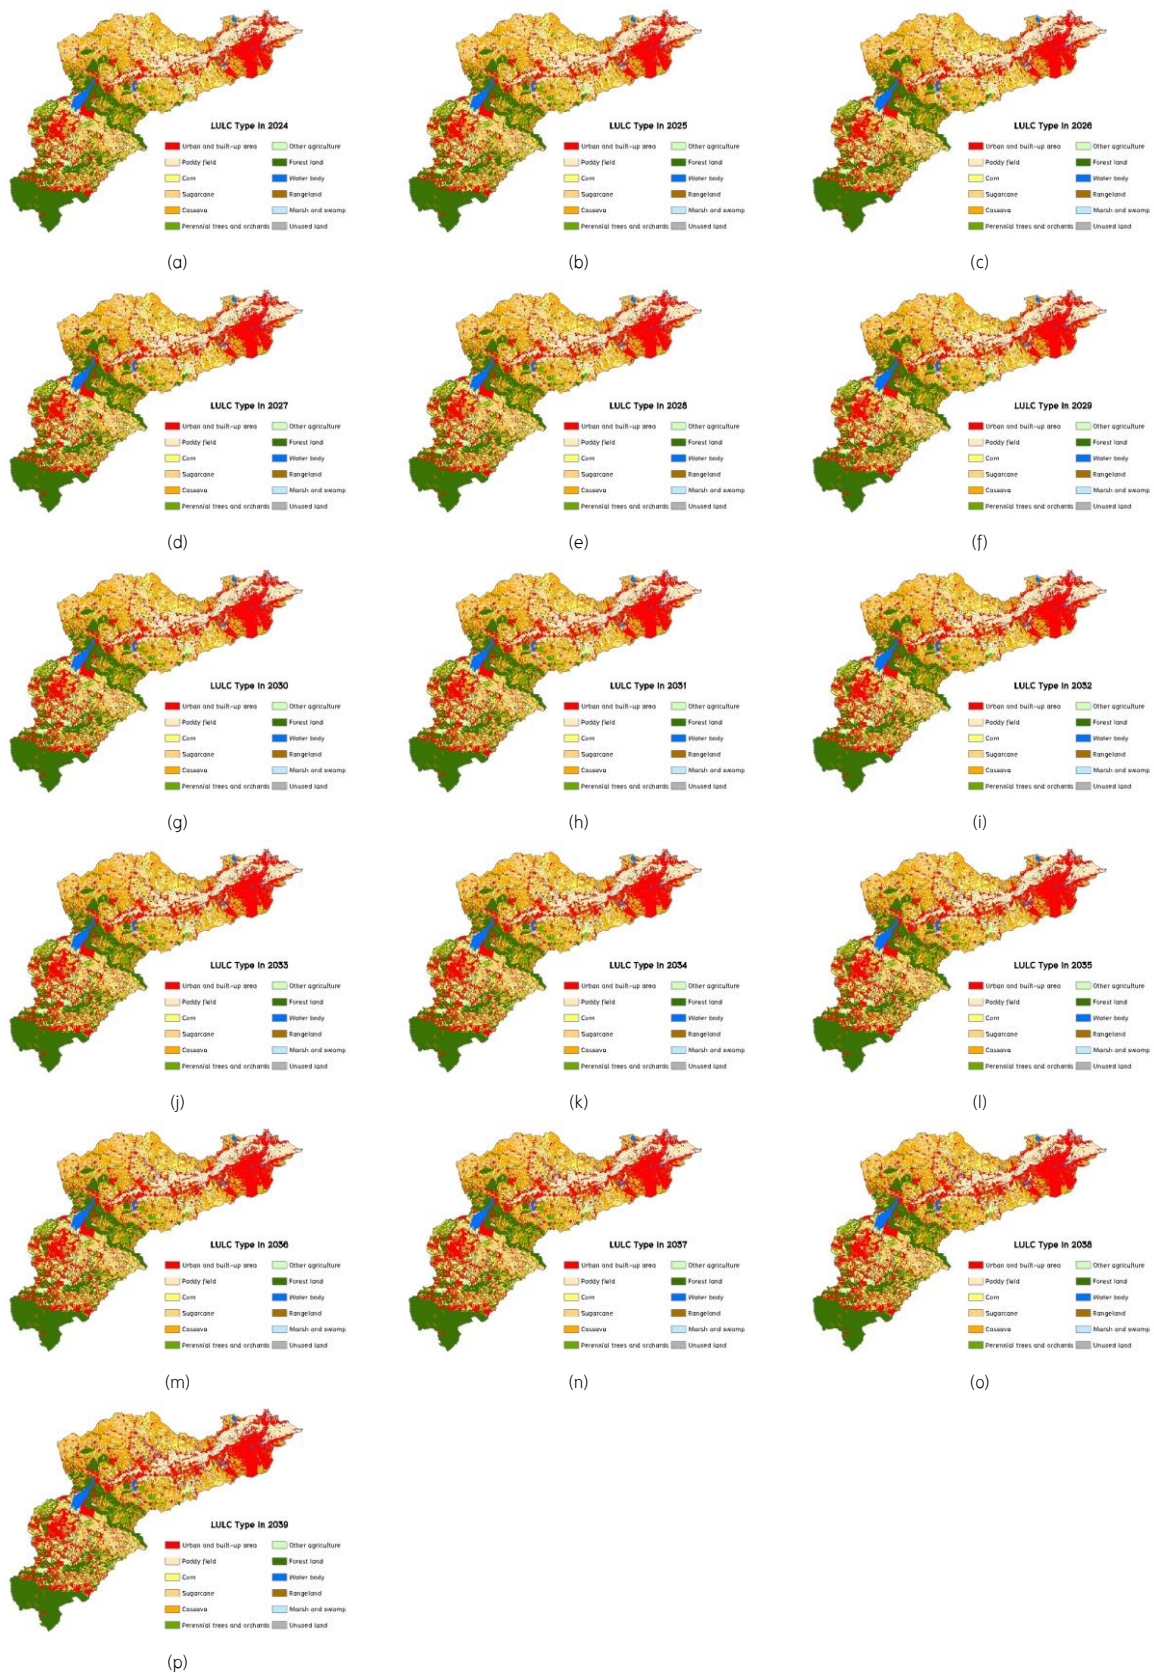 LULC Type in 2024
Urban and built-up area Other agriculture
Paddy field Forest land
Corn Water body
Sugarcane Rangeland
Cassava Marsh and swamp
Perennial trees and orchards Unused land
(a)
LULC Type in 2025
Urban and built-up area Other agriculture
Paddy field Forest land
Corn Water body
Sugarcane Rangeland
Cassava Marsh and swamp
Perennial trees and orchards Unused land
(b)
LULC Type in 2026
Urban and built-up area Other agriculture
Paddy field Forest land
Corn Water body
Sugarcane Rangeland
Cassava Marsh and swamp
Perennial trees and orchards Unused land
(c)
LULC Type in 2027
Urban and built-up area Other agriculture
Paddy field Forest land
Corn Water body
Sugarcane Rangeland
Cassava Marsh and swamp
Perennial trees and orchards Unused land
(d)
LULC Type in 2028
Urban and built-up area Other agriculture
Paddy field Forest land
Corn Water body
Sugarcane Rangeland
Cassava Marsh and swamp
Perennial trees and orchards Unused land
(e)
LULC Type in 2029
Urban and built-up area Other agriculture
Paddy field Forest land
Corn Water body
Sugarcane Rangeland
Cassava Marsh and swamp
Perennial trees and orchards Unused land
(f)
LULC Type in 2030
Urban and built-up area Other agriculture
Paddy field Forest land
Corn Water body
Sugarcane Rangeland
Cassava Marsh and swamp
Perennial trees and orchards Unused land
(g)
LULC Type in 2031
Urban and built-up area Other agriculture
Paddy field Forest land
Corn Water body
Sugarcane Rangeland
Cassava Marsh and swamp
Perennial trees and orchards Unused land
(h)
LULC Type in 2032
Urban and built-up area Other agriculture
Paddy field Forest land
Corn Water body
Sugarcane Rangeland
Cassava Marsh and swamp
Perennial trees and orchards Unused land
(i)
LULC Type in 2033
Urban and built-up area Other agriculture
Paddy field Forest land
Corn Water body
Sugarcane Rangeland
Cassava Marsh and swamp
Perennial trees and orchards Unused land
(j)
LULC Type in 2034
Urban and built-up area Other agriculture
Paddy field Forest land
Corn Water body
Sugarcane Rangeland
Cassava Marsh and swamp
Perennial trees and orchards Unused land
(k)
LULC Type in 2035
Urban and built-up area Other agriculture
Paddy field Forest land
Corn Water body
Sugarcane Rangeland
Cassava Marsh and swamp
Perennial trees and orchards Unused land
(l)
LULC Type in 2036
Urban and built-up area Other agriculture
Paddy field Forest land
Corn Water body
Sugarcane Rangeland
Cassava Marsh and swamp
Perennial trees and orchards Unused land
(m)
LULC Type in 2037
Urban and built-up area Other agriculture
Paddy field Forest land
Corn Water body
Sugarcane Rangeland
Cassava Marsh and swamp
Perennial trees and orchards Unused land
(n)
LULC Type in 2038
Urban and built-up area Other agriculture
Paddy field Forest land
Corn Water body
Sugarcane Rangeland
Cassava Marsh and swamp
Perennial trees and orchards Unused land
(o)
LULC Type in 2039
Urban and built-up area Other agriculture
Paddy field Forest land
Corn Water body
Sugarcane Rangeland
Cassava Marsh and swamp
Perennial trees and orchards Unused land
(p)